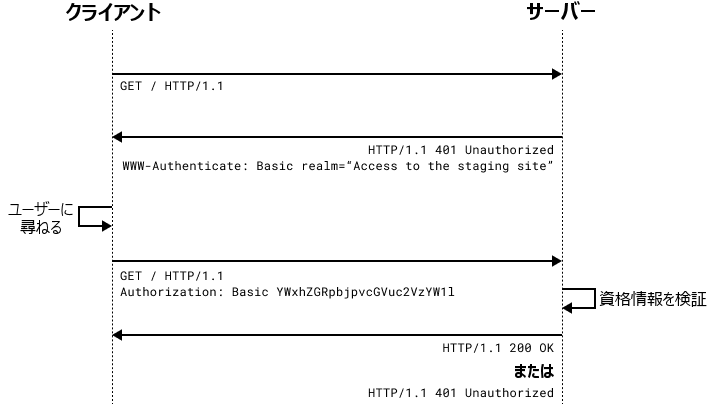 クライアント
サーバー
GET / HTTP/1.1
HTTP/1.1 401 Unauthorized
WWW-Authenticate: Basic realm=“Access to the staging site”
ユーザーに
尋ねる
GET / HTTP/1.1
Authorization: Basic YWxhZGRpbjpvcGVuc2VzYW1l
資格情報を検証
HTTP/1.1 200 OK
または
HTTP/1.1 401 Unauthorized